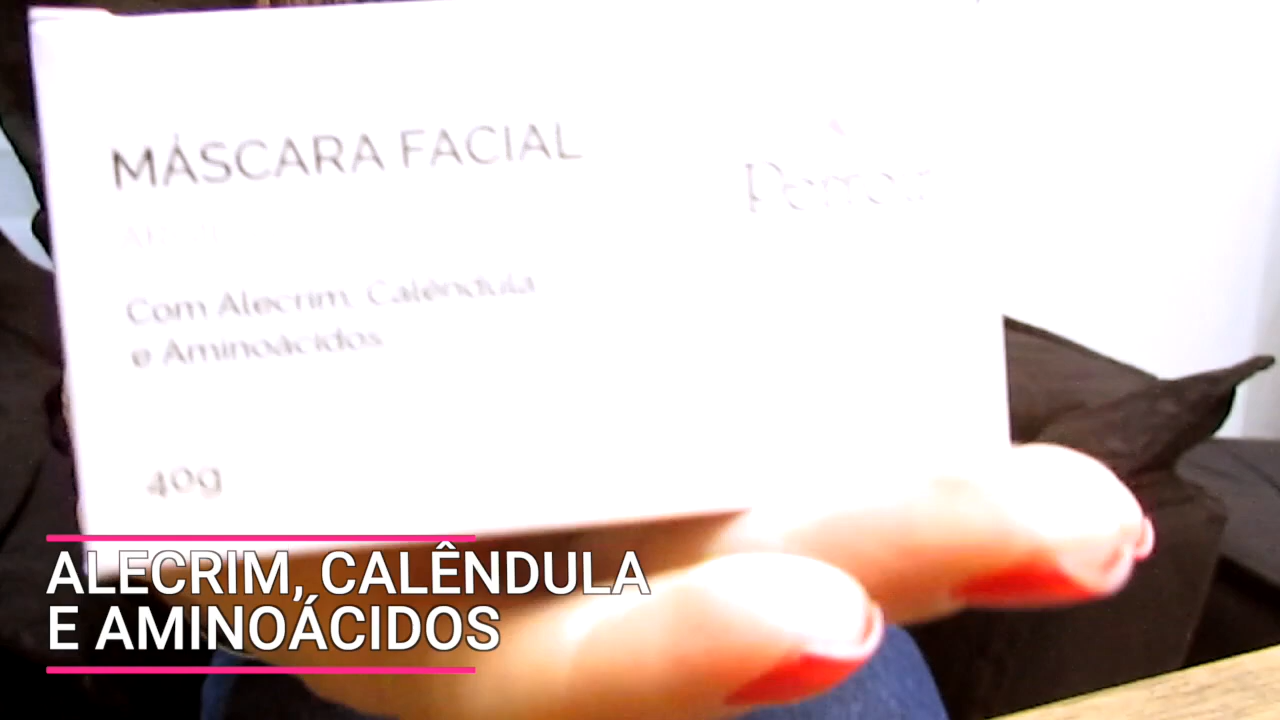 MÁSCARA FACIAL
Com Alecrim, Calêndula
e Aminoácidos
40g
ALECRIM, CALÊNDULA
E AMINOÁCIDOS